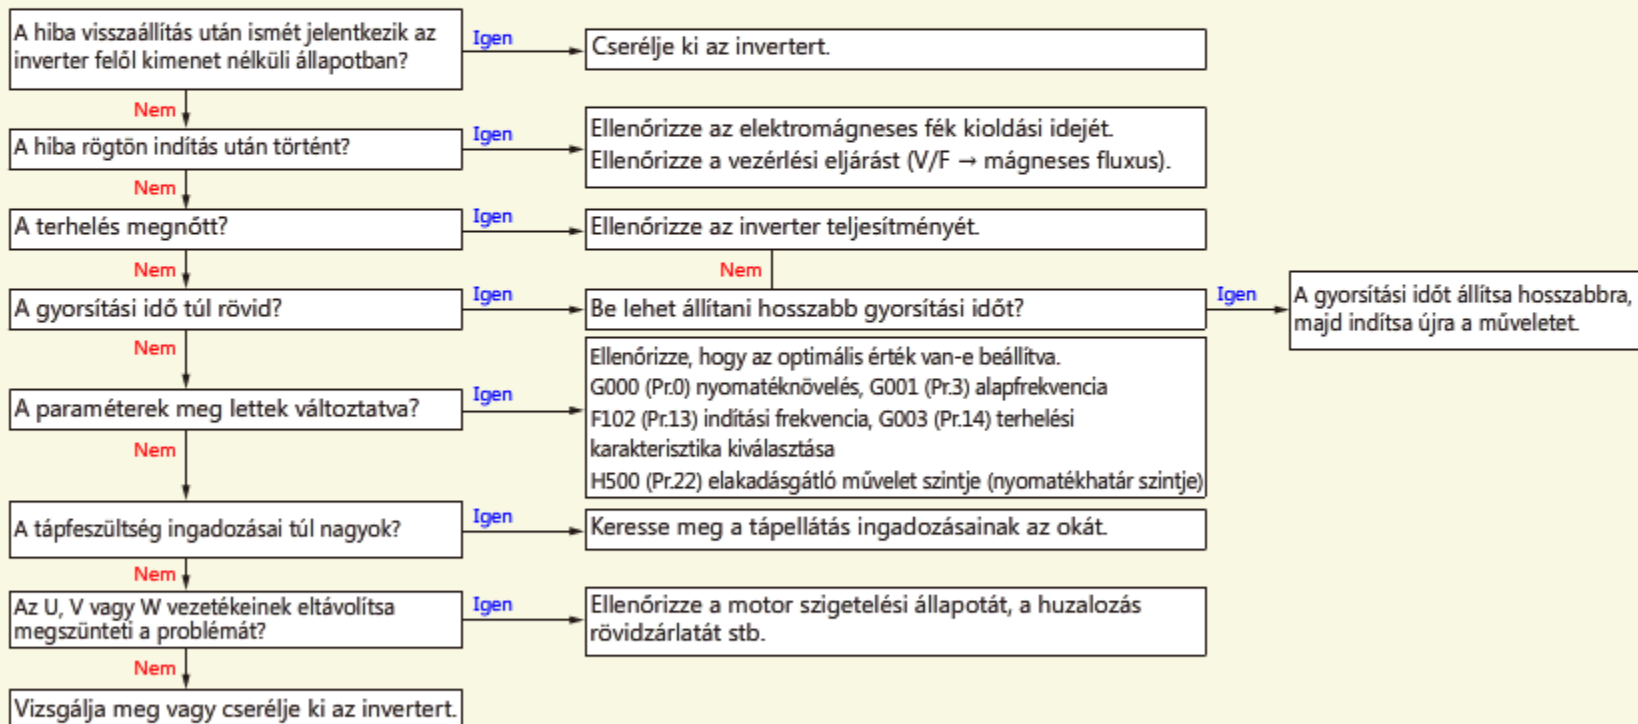 A hiba visszaállítás után ismét jelentkezik az
inverter felől kimenet nélküli állapotban?
Igen
Cserélje ki az invertert.
Nem
A hiba rögtön indítás után történt?
Igen
Ellenőrizze az elektromágneses fék kioldási idejét.
Ellenőrizze a vezérlési eljárást (V/F → mágneses fluxus).
Nem
A terhelés megnőtt?
Igen
Ellenőrizze az inverter teljesítményét.
Nem
Nem
A gyorsítási idő túl rövid?
Igen
Be lehet állítani hosszabb gyorsítási időt?
Igen
A gyorsítási időt állítsa hosszabbra,
majd indítsa újra a műveletet.
Nem
A paraméterek meg lettek változtatva?
Igen
Ellenőrizze, hogy az optimális érték van-e beállítva.
G000 (Pr.0) nyomatéknövelés, G001 (Pr.3) alapfrekvencia
F102 (Pr.13) indítási frekvencia, G003 (Pr.14) terhelési
karakterisztika kiválasztása
H500 (Pr.22) elakadásgátló művelet szintje (nyomatékhatár szintje)
Nem
A tápfeszültség ingadozásai túl nagyok?
Igen
Keresse meg a tápellátás ingadozásainak az okát.
Nem
Az U, V vagy W vezetékeinek eltávolítsa
megszünteti a problémát?
Igen
Ellenőrizze a motor szigetelési állapotát, a huzalozás
rövidzárlatát stb.
Nem
Vizsgálja meg vagy cserélje ki az invertert.